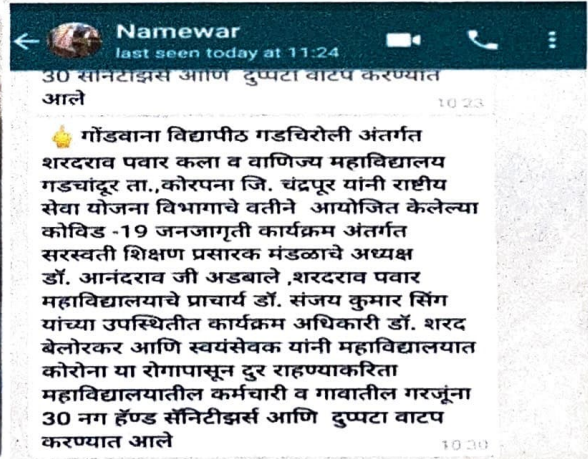 Namewar
last seen today at 11:24
30 सॅनिटाझर्स आणि दुप्पटा वाटप करण्यात
आले
10:23
गोंडवाना विद्यापीठ गडचिरोली अंतर्गत
शरदराव पवार कला व वाणिज्य महाविद्यालय
गडचांदूर ता.,कोरपना जि. चंद्रपूर यांनी राष्टीय
सेवा योजना विभागाचे वतीने आयोजित केलेल्या
कोविड -19 जनजागृती कार्यक्रम अंतर्गत
सरस्वती शिक्षण प्रसारक मंडळाचे अध्यक्ष
डॉ. आनंदराव जी अडबाले ,शरदराव पवार
महाविद्यालयाचे प्राचार्य डॉ. संजय कुमार सिंग
यांच्या उपस्थितीत कार्यक्रम अधिकारी डॉ. शरद
बेलोरकर आणि स्वयंसेवक यांनी महाविद्यालयात
कोरोना या रोगापासून दुर राहण्याकरिता
महाविद्यालयातील कर्मचारी व गावातील गरजूंना
30 नग हॅण्ड सॅनिटीझर्स आणि दुप्पटा वाटप
करण्यात आले
10:30